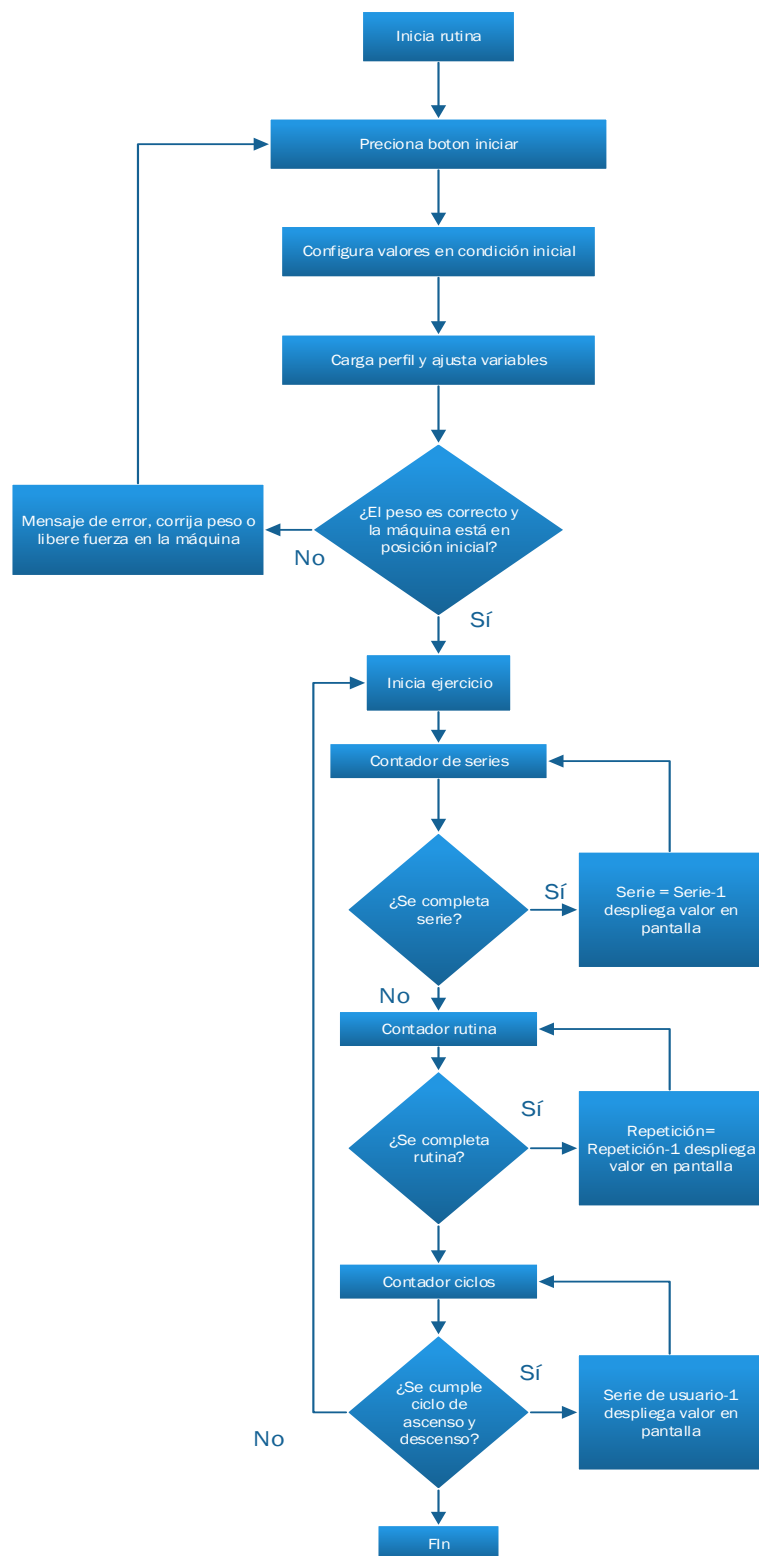 Inicia rutina
Preciona boton iniciar
Configura valores en condición inicial
Carga perfil y ajusta variables
¿El peso es correcto y
la máquina está en
posición inicial?
Mensaje de error, corrija peso o
libere fuerza en la máquina
No
Sí
Inicia ejercicio
Contador de series
¿Se completa
serie?
Sí
Serie = Serie-1
despliega valor en
pantalla
No
Contador rutina
¿Se completa
rutina?
Sí
Repetición=
Repetición-1 despliega
valor en pantalla
Contador ciclos
¿Se cumple
ciclo de
ascenso y
descenso?
Sí
Serie de usuario-1
despliega valor en
pantalla
No
FIn